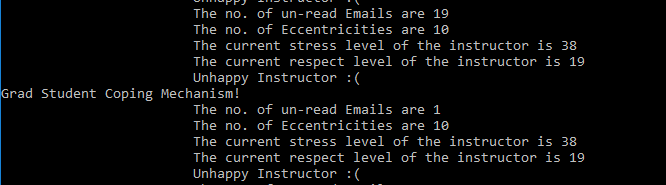 Unhappy Instructor :(
The no. of un-read Emails are 19
The no. of Eccentricities are 10
The current stress level of the instructor is 38
The current respect level of the instructor is 19
Unhappy Instructor :(
Grad Student Coping Mechanism!
The no. of un-read Emails are 1
The no. of Eccentricities are 10
The current stress level of the instructor is 38
The current respect level of the instructor is 19
Unhappy Instructor :(